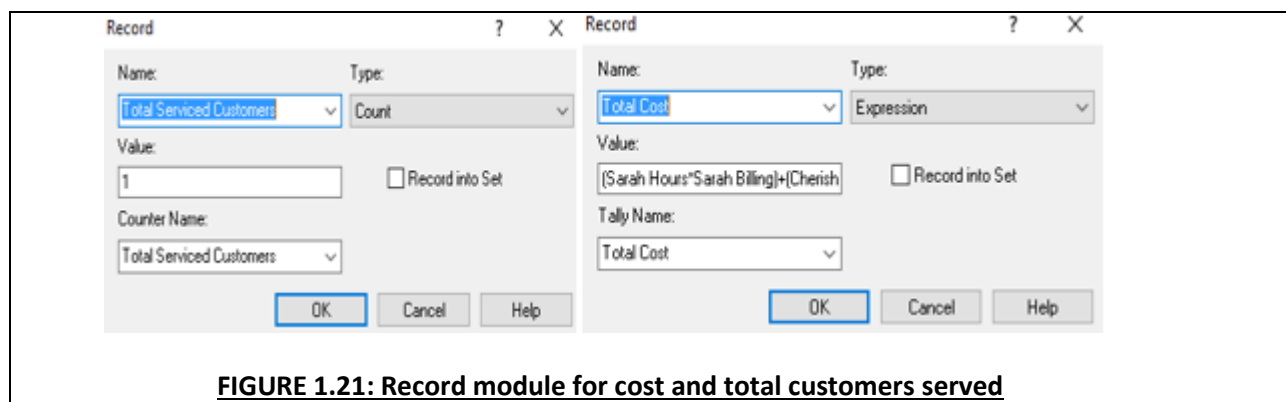 Record ? X
Name: Type:
Total Serviced Customers Count
Value:
1 Record into Set
Counter Name:
Total Serviced Customers
OK Cancel Help
Record ? X
Name: Type:
Total Cost Expression
Value:
(Sarah Hours*Sarah Billing)+(Cherish Record into Set
Tally Name:
Total Cost
OK Cancel Help
FIGURE 1.21: Record module for cost and total customers served